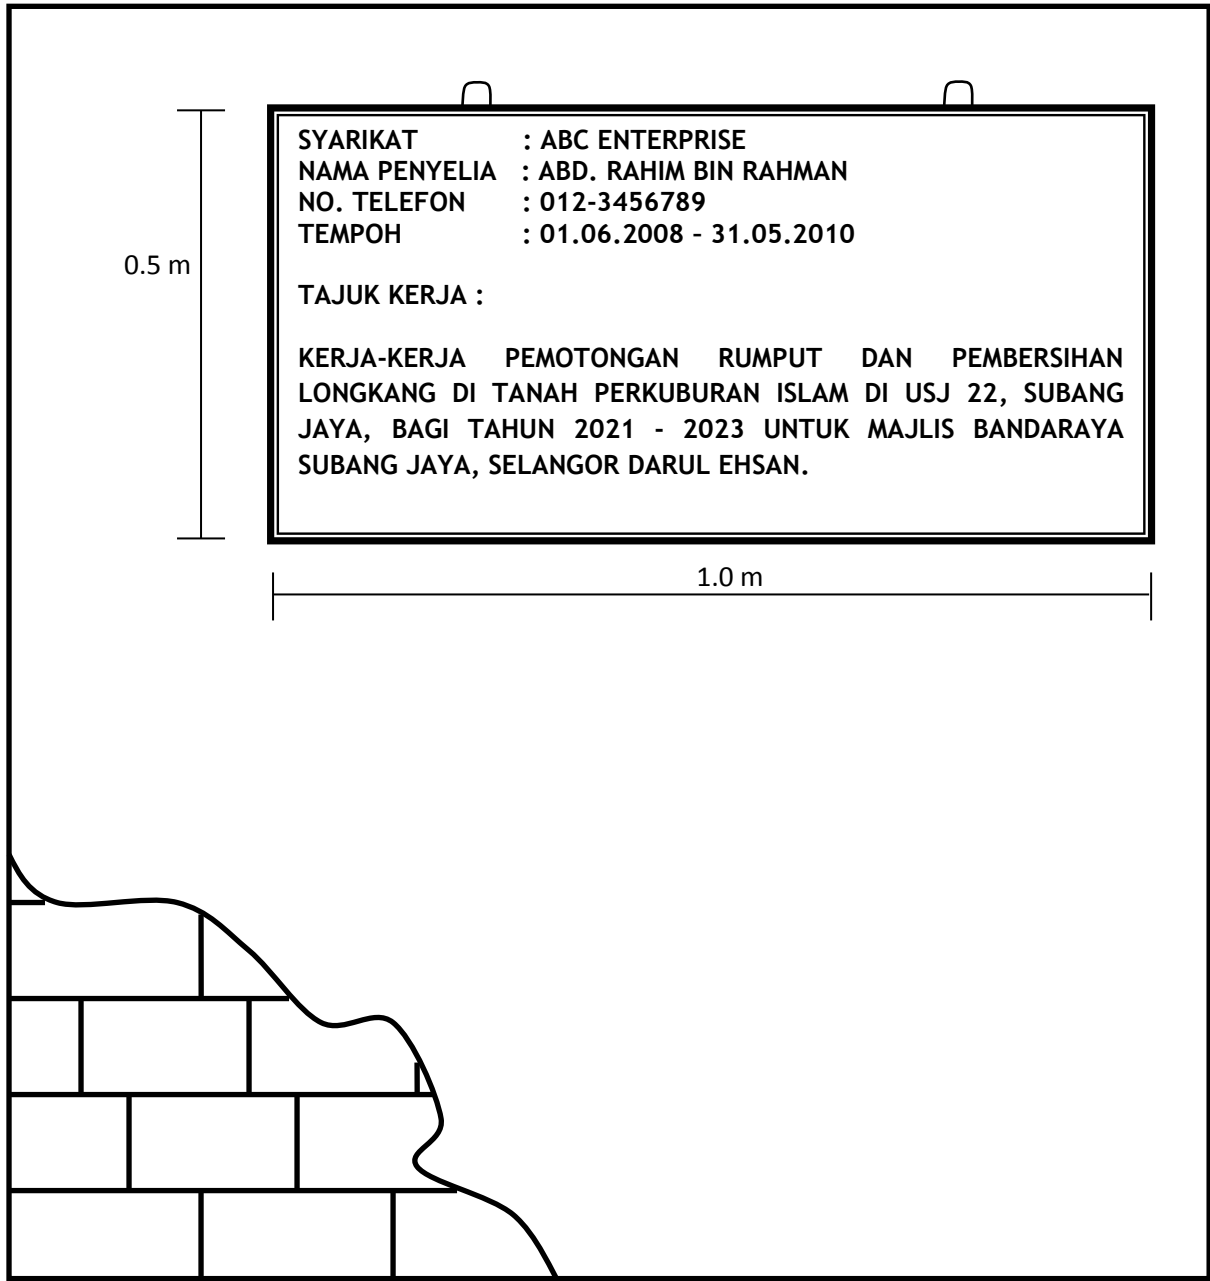 SYARIKAT : ABC ENTERPRISE
NAMA PENYELIA : ABD. RAHIM BIN RAHMAN
NO. TELEFON : 012-3456789
TEMPOH : 01.06.2008 – 31.05.2010
0.5 m
TAJUK KERJA :
KERJA-KERJA PEMOTONGAN RUMPUT DAN PEMBERSIHAN
LONGKANG DI TANAH PERKUBURAN ISLAM DI USJ 22, SUBANG
JAYA, BAGI TAHUN 2021 - 2023 UNTUK MAJLIS BANDARAYA
SUBANG JAYA, SELANGOR DARUL EHSAN.
1.0 m